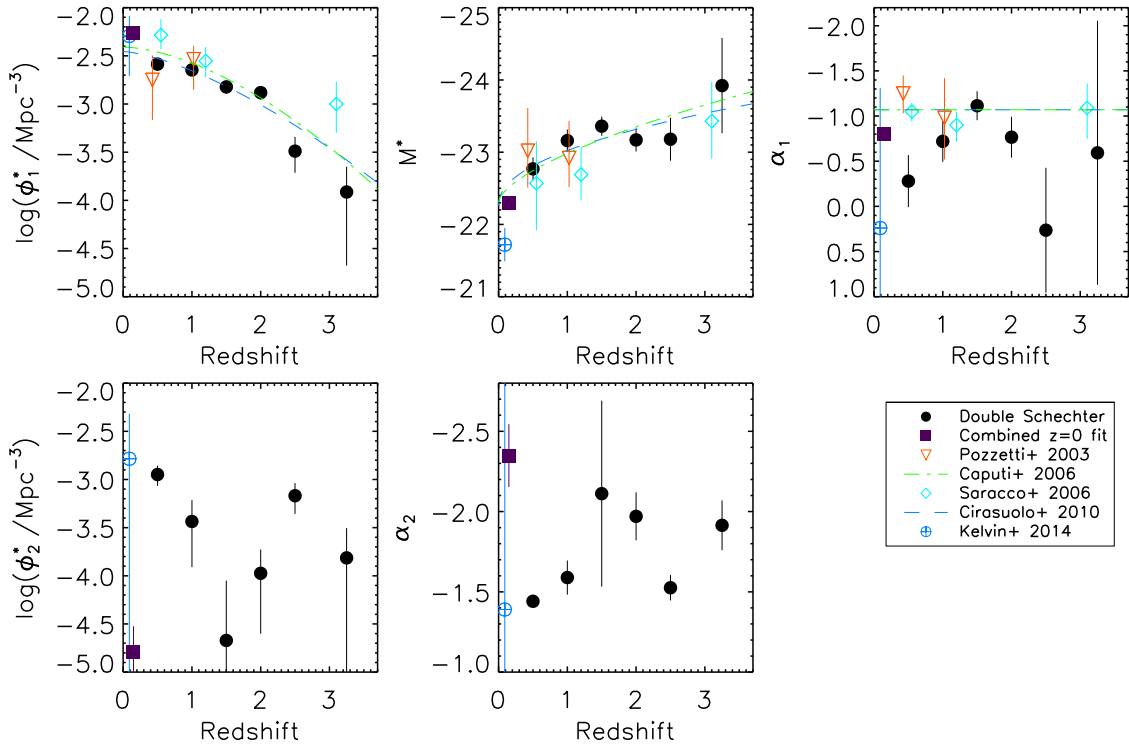 log(ϕ*1 /Mpc−3)
−2.0
−2.5
−3.0
−3.5
−4.0
−4.5
−5.0
0 1 2 3
Redshift
M*
−25
−24
−23
−22
−21
0 1 2 3
Redshift
α1
−1.5
−1.0
−0.5
0.0
0.5
1.0
0 1 2 3
Redshift
log(ϕ*2 /Mpc−3)
−2.0
−2.5
−3.0
−3.5
−4.0
−4.5
−5.0
0 1 2 3
Redshift
α2
−2.5
−2.0
−1.5
−1.0
0 1 2 3
Redshift
Double Schechter
Combined z=0 fit
Pozzetti+ 2003
Caputi+ 2006
Saracco+ 2006
Cirasuolo+ 2010
Kelvin+ 2014